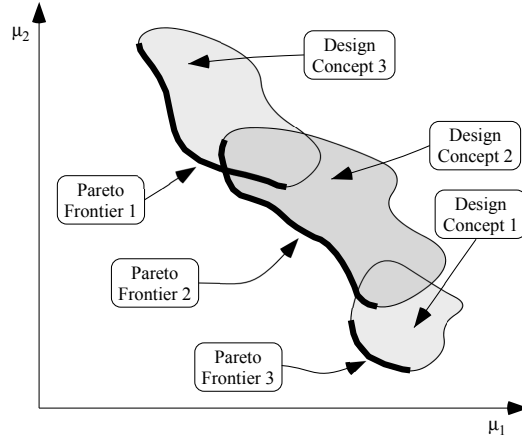 μ2
Design
Concept 3
Design
Concept 2
Pareto
Frontier 1
Design
Concept 1
Pareto
Frontier 2
Pareto
Frontier 3
μ1